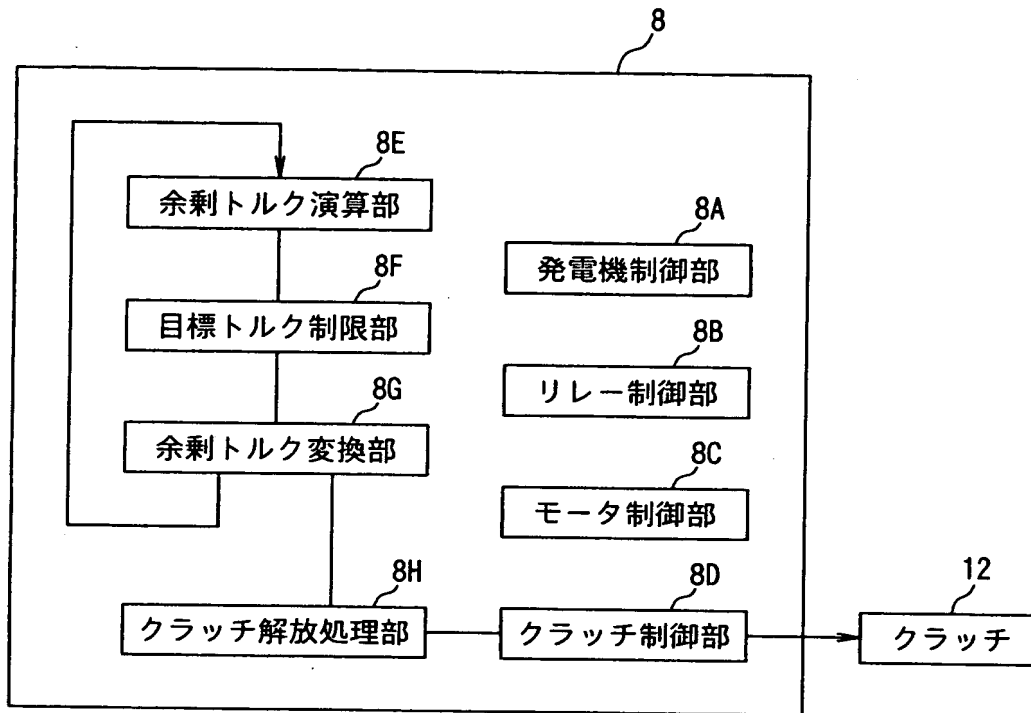 8
8E
余剰トルク演算部
8A
発電機制御部
8F
目標トルク制限部
8B
リレー制御部
8G
余剰トルク変換部
8C
モータ制御部
8H
クラッチ解放処理部
8D
クラッチ制御部
12
クラッチ